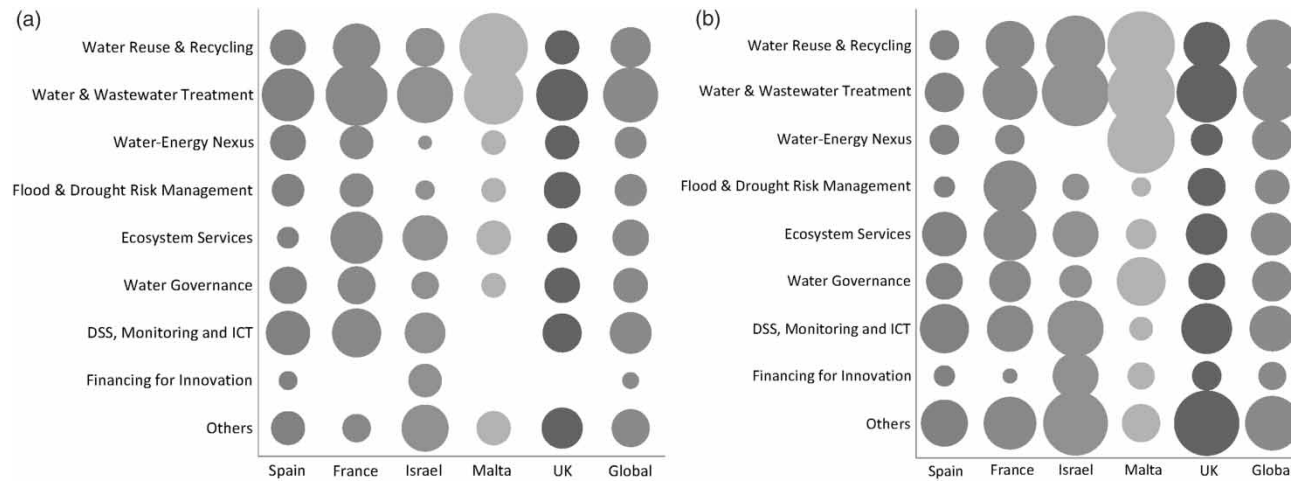 (a)
Water Reuse & Recycling
Water & Wastewater Treatment
Water-Energy Nexus
Flood & Drought Risk Management
Ecosystem Services
Water Governance
DSS, Monitoring and ICT
Financing for Innovation
Others
Spain France Israel Malta UK Global
(b)
Water Reuse & Recycling
Water & Wastewater Treatment
Water-Energy Nexus
Flood & Drought Risk Management
Ecosystem Services
Water Governance
DSS, Monitoring and ICT
Financing for Innovation
Others
Spain France Israel Malta UK Global